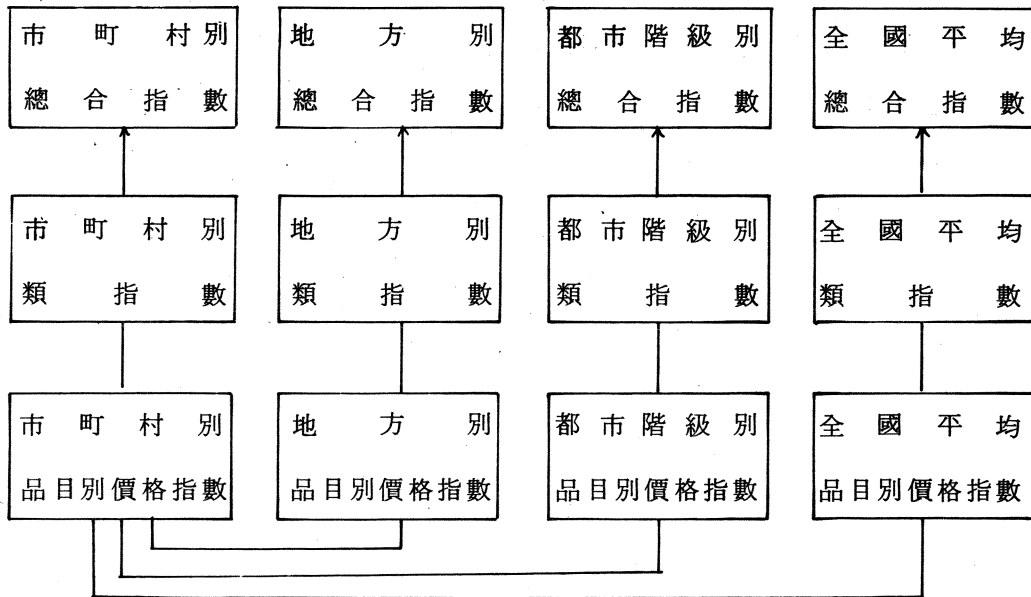 市町村別
總合指數
地方別
總合指數
都市階級別
總合指數
全國平均
總合指數
市町村別
類指數
地方別
類指數
都市階級別
類指數
全國平均
類指數
市町村別
品目別價格指數
地方別
品目別價格指數
都市階級別
品目別價格指數
全國平均
品目別價格指數